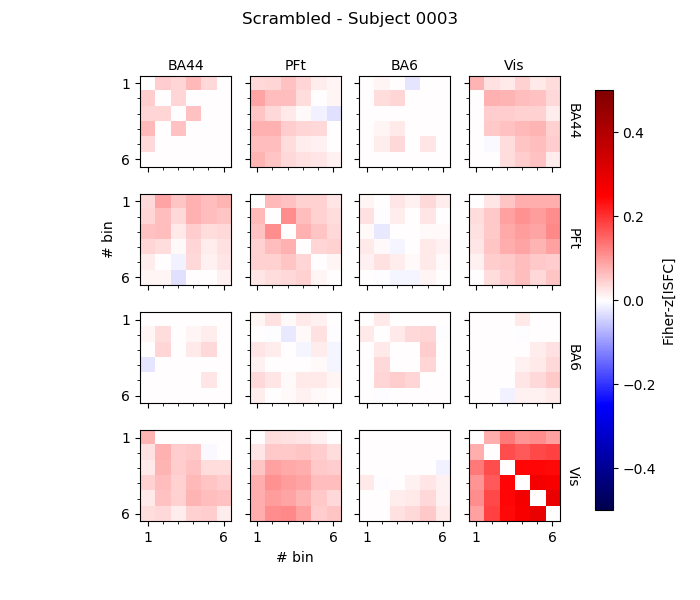 Scrambled - Subject 0003
BA44 PFt BA6 Vis
1
6
BA44
1
6
PFt
1
6
BA6
1
6
Vis
1 6 1 6 1 6 1 6
# bin
# bin
0.4
0.2
0.0
−0.2
−0.4
Fiher-z[ISFC]